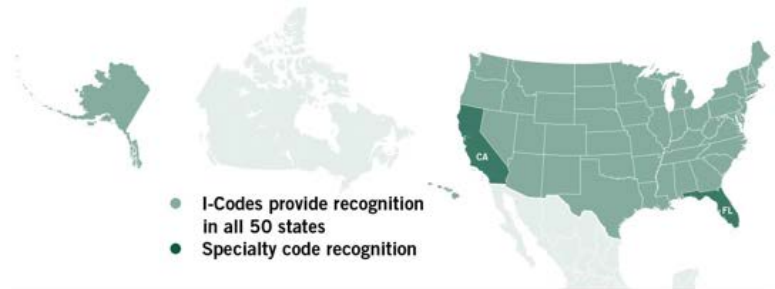 CA
I-Codes provide recognition
in all 50 states
Specialty code recognition
FL